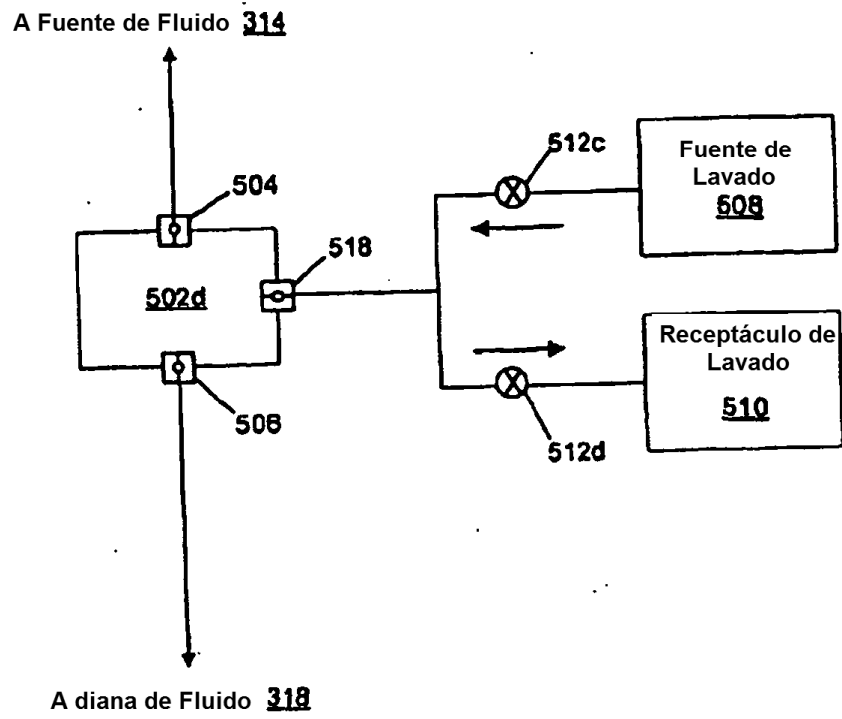 A Fuente de Fluido 314
512c
Fuente de
Lavado
508
504
518
502d
Receptáculo de
Lavado
510
506
512d
A diana de Fluido 318